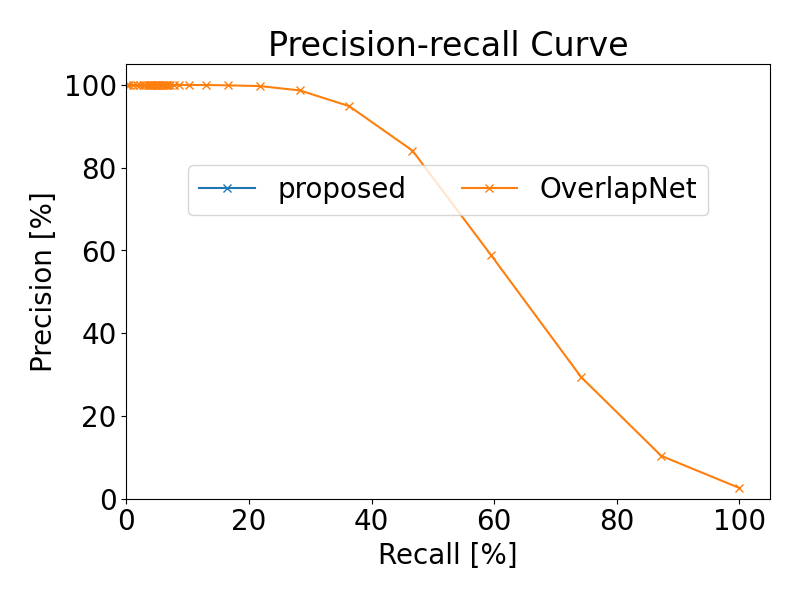 Precision-recall Curve
100
80
60
40
20
0
Precision [%]
proposed OverlapNet
0 20 40 60 80 100
Recall [%]